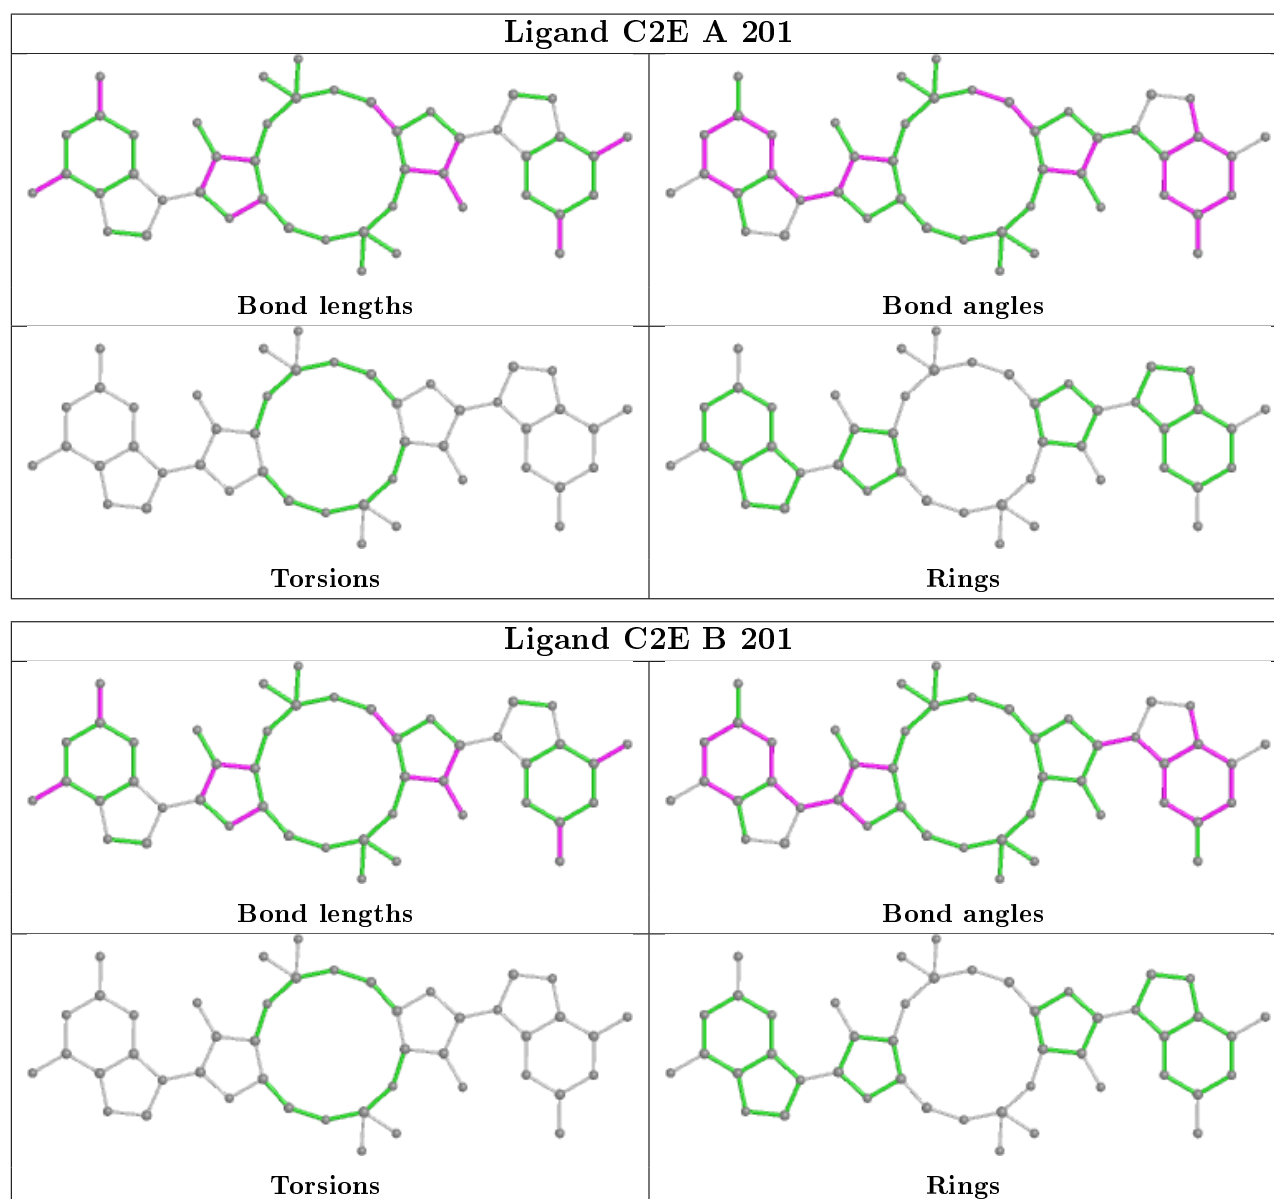 Ligand C2E A 201
Bond lengths
Bond angles
Torsions
Rings
Ligand C2E B 201
Bond lengths
Bond angles
Torsions
Rings